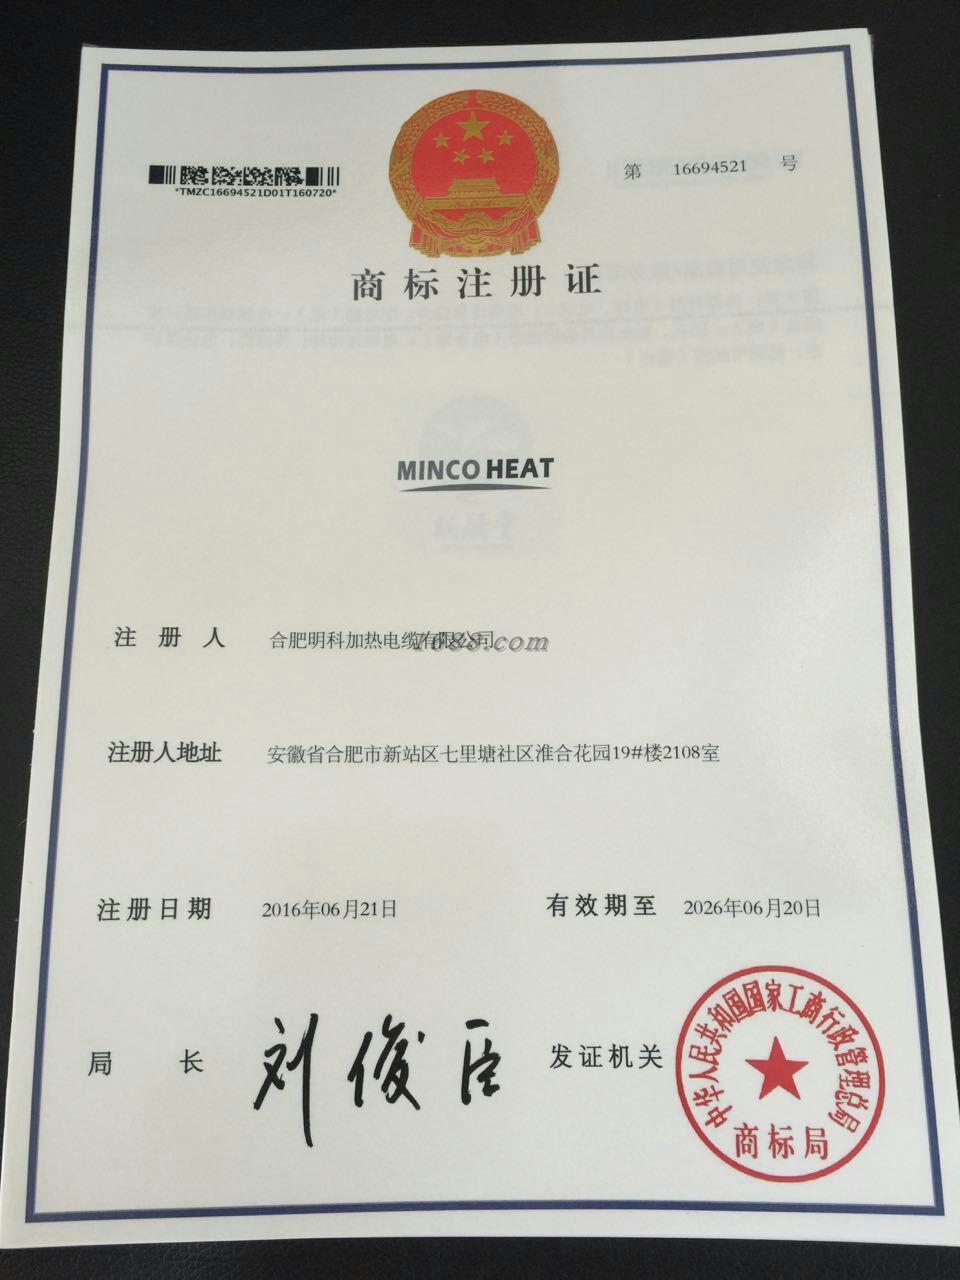 *TMZC16694521D01T160720*
第 16694521 号
商标注册证
MINCO HEAT
注册人 合肥明科加热电缆有限公司
1688.com
注册人地址 安徽省合肥市新站区七里塘社区淮合花园19#楼2108室
注册日期 2016年06月21日 有效期至 2026年06月20日
局长 刘俊臣 发证机关
中华人民共和国国家工商行政管理总局
商标局